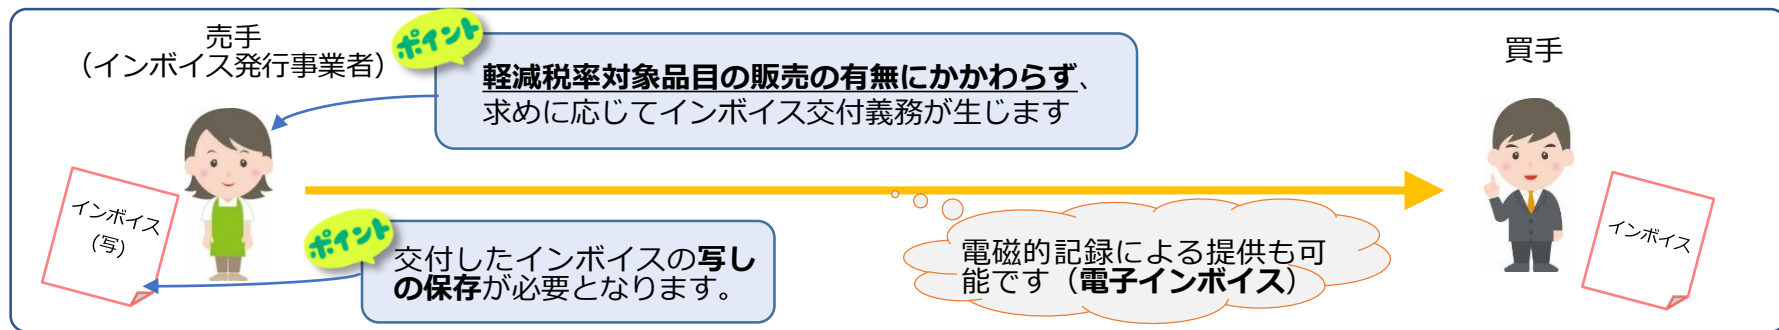 売手
（インボイス発行事業者）
ポイント
軽減税率対象品目の販売の有無にかかわらず、
求めに応じてインボイス交付義務が生じます
買手
インボイス
(写)
ポイント
交付したインボイスの写し
の保存が必要となります。
電磁的記録による提供も可
能です（電子インボイス）
インボイス